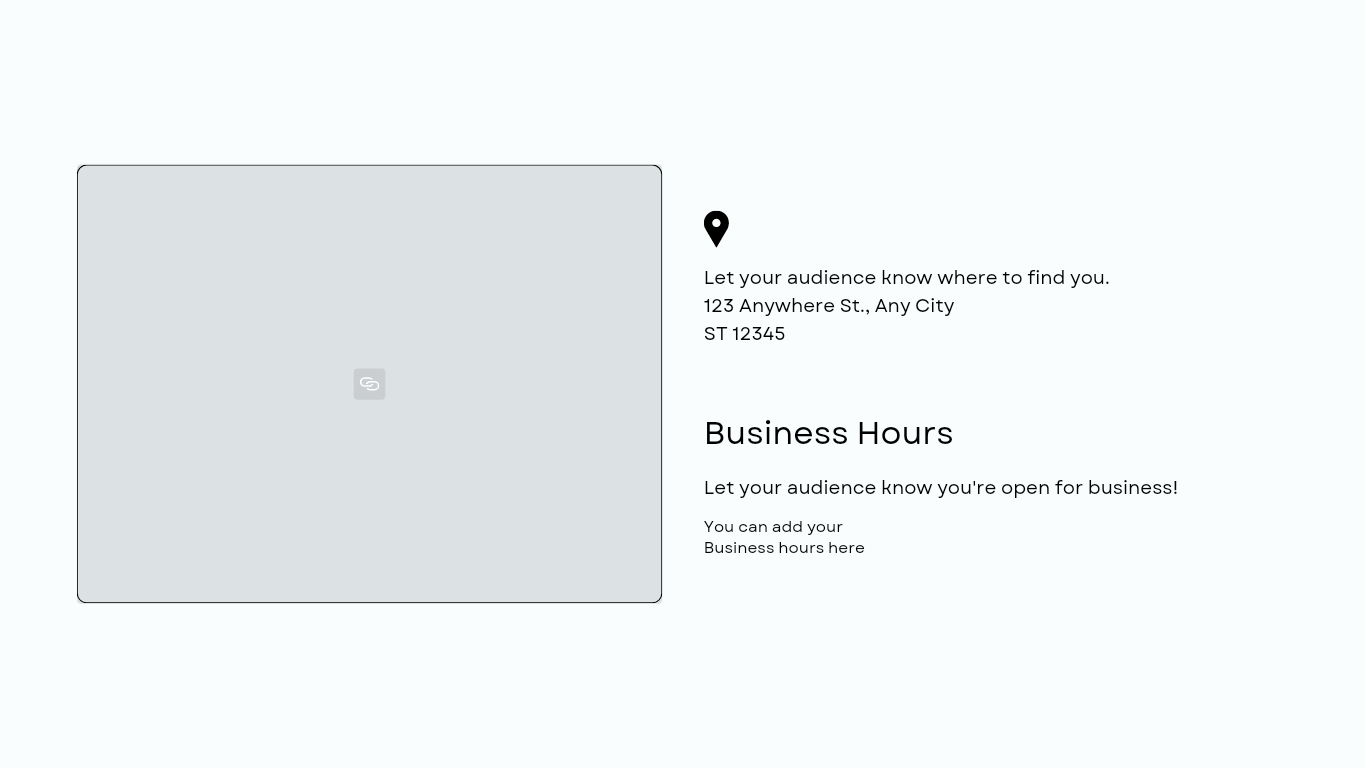 Let your audience know where to find you.
123 Anywhere St., Any City
ST 12345
Business Hours
Let your audience know you're open for business!
You can add your
Business hours here